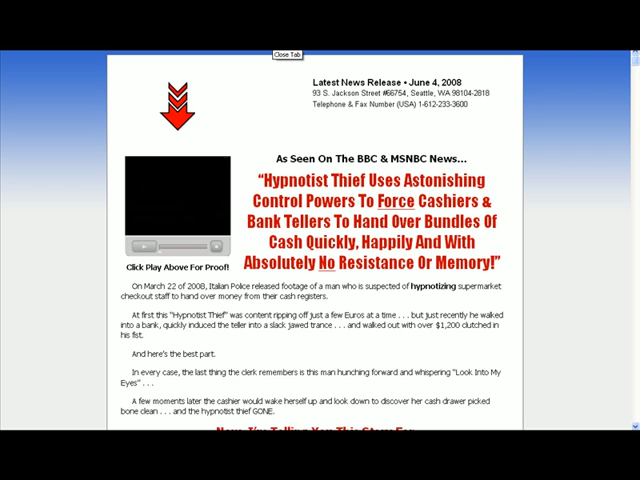 Close Tab
Latest News Release • June 4, 2008
93 S. Jackson Street #66754, Seattle, WA 98104-2818
Telephone & Fax Number (USA) 1-612-233-3600
As Seen On The BBC & MSNBC News...
“Hypnotist Thief Uses Astonishing
Control Powers To Force Cashiers &
Bank Tellers To Hand Over Bundles Of
Cash Quickly, Happily And With
Absolutely No Resistance Or Memory!”
Click Play Above For Proof!
On March 22 of 2008, Italian Police released footage of a man who is suspected of hypnotizing supermarket
checkout staff to hand over money from their cash registers.
At first this "Hypnotist Thief" was content ripping off just a few Euros at a time . . . but just recently he walked
into a bank, quickly induced the teller into a slack jawed trance . . . and walked out with over $1,200 clutched in
his fist.
And here's the best part.
In every case, the last thing the clerk remembers is this man hunching forward and whispering "Look Into My
Eyes" . . .
A few moments later the cashier would wake herself up and look down to discover her cash drawer picked
bone clean . . . and the hypnotist thief GONE.
I'm Telling You This Story